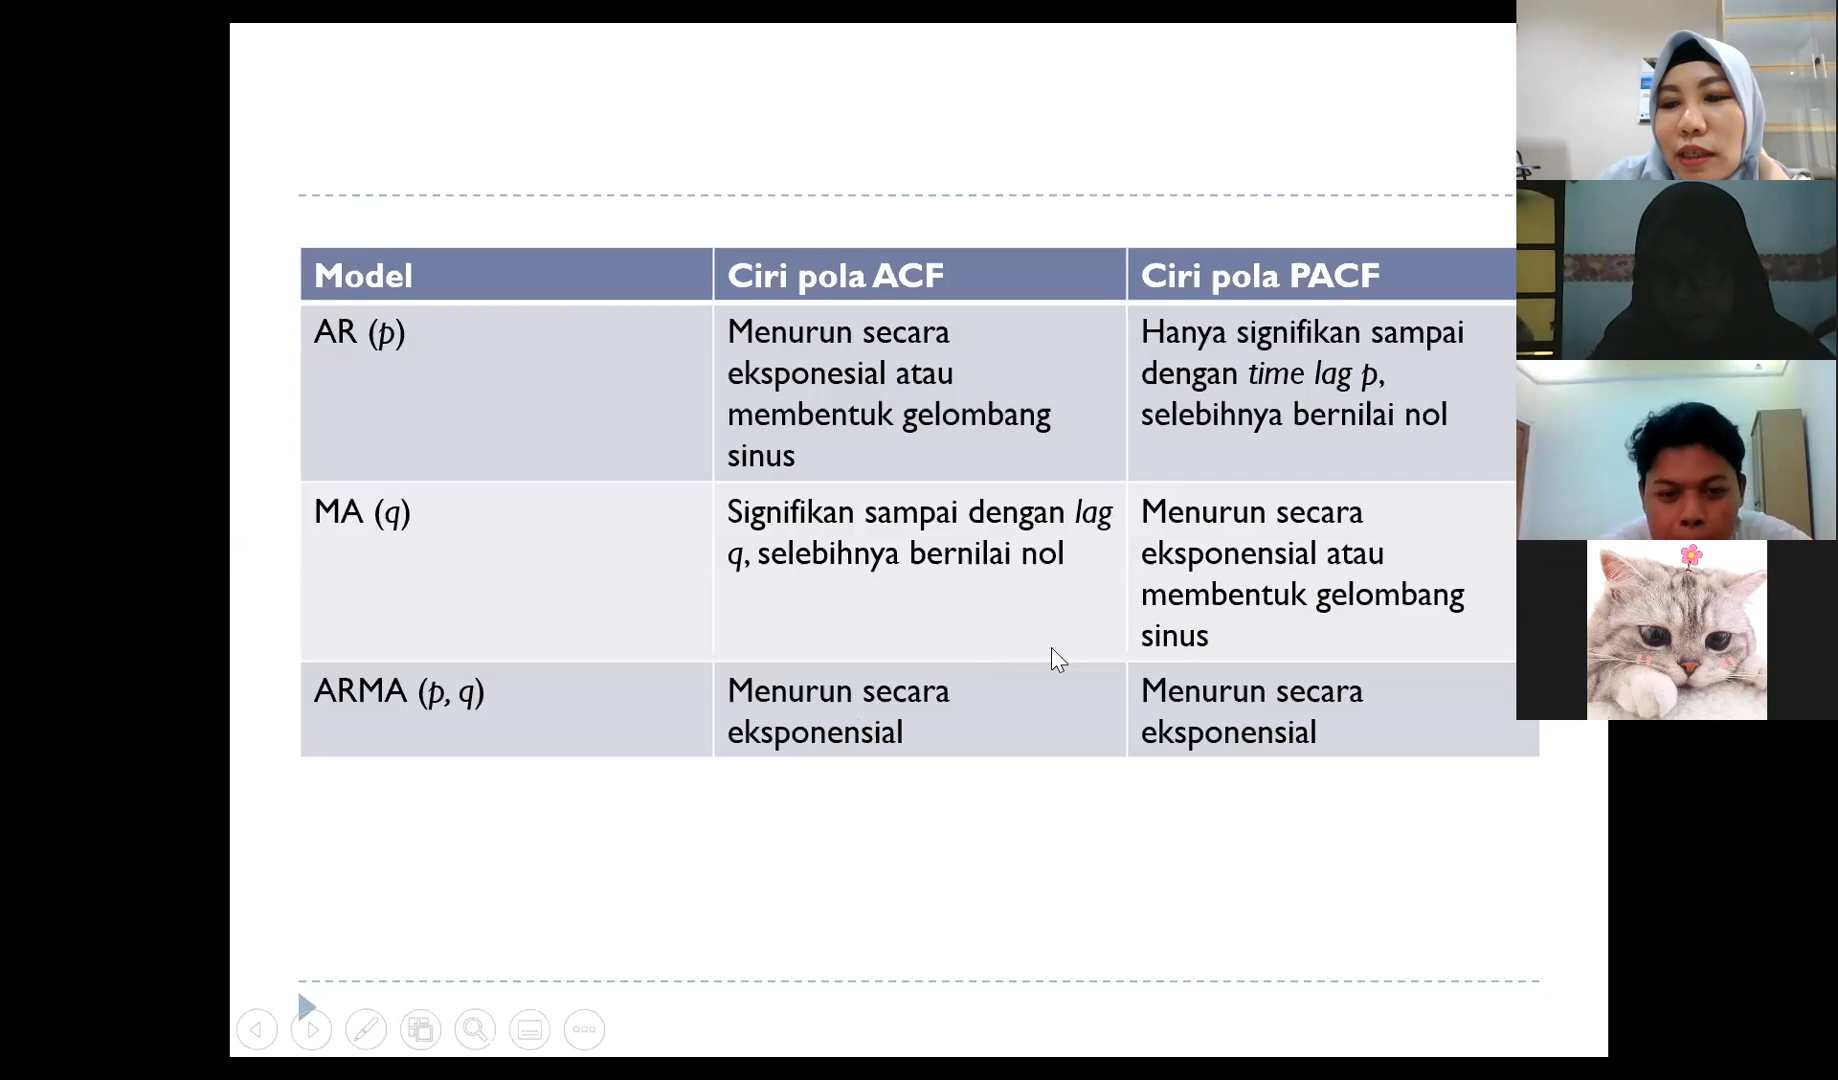 Model
Ciri pola ACF
Ciri pola PACF
AR (p)
Menurun secara
eksponesial atau
membentuk gelombang
sinus
Hanya signifikan sampai
dengan time lag p,
selebihnya bernilai nol
MA (q)
Signifikan sampai dengan lag
q, selebihnya bernilai nol
Menurun secara
eksponensial atau
membentuk gelombang
sinus
ARMA (p, q)
Menurun secara
eksponensial
Menurun secara
eksponensial